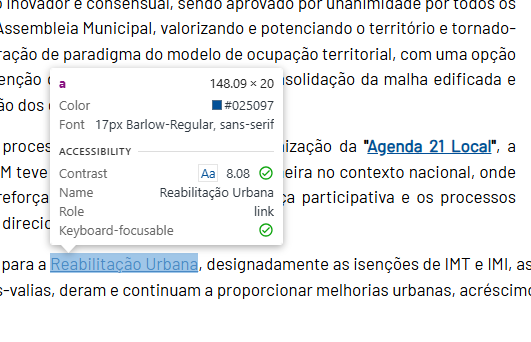 o inovador e consensual, sendo aprovado por unanimidade por todos os
Assembleia Municipal, valorizando e potenciando o território e tornado-
ração de paradigma do modelo de ocupação territorial, com uma opção
enção nsolidação da malha edificada e
ão dos
a 148.09 × 20
Color #025097
Font 17px Barlow-Regular, sans-serif
ACCESSIBILITY
Contrast Aa 8.08
Name Reabilitação Urbana
Role link
Keyboard-focusable
proces nização da "Agenda 21 Local", a
M teve neira no contexto nacional, onde
reforça ça participativa e os processos
direcio
para a Reabilitação Urbana, designadamente as isenções de IMT e IMI, as
s-valias, deram e continuam a proporcionar melhorias urbanas, acréscimo